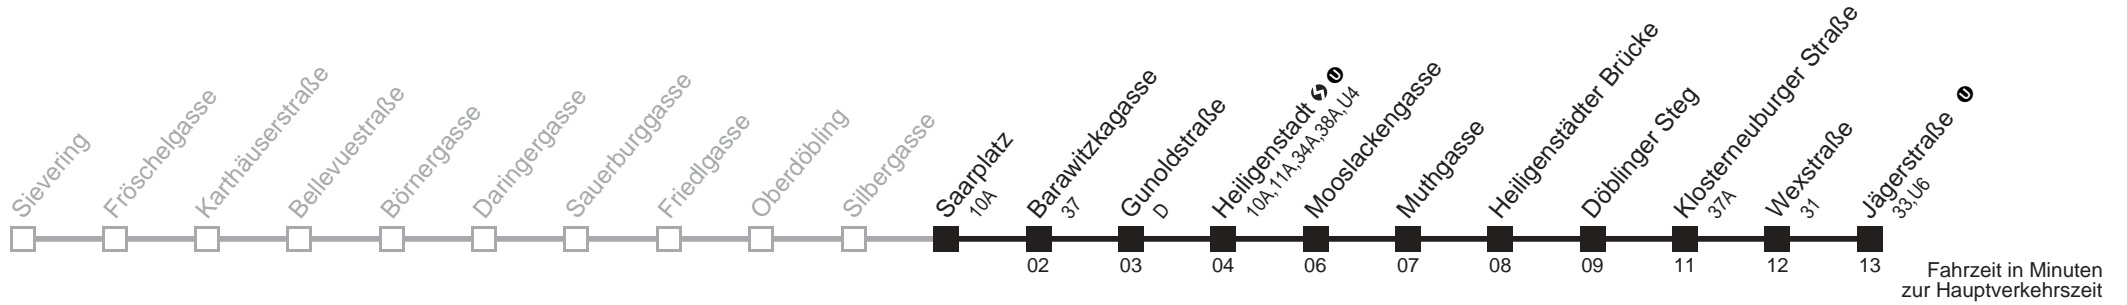 Sievering
Fröschelgasse
Karthäuserstraße
Bellevuestraße
Börnergasse
Daringergasse
Sauerburggasse
Friedlgasse
Oberdöbling
Silbergasse
Saarplatz
10A
Barawitzkagasse
37
Gunoldstraße
D
Heiligenstadt S U
10A,11A,34A,38A,U4
Mooslackengasse
Muthgasse
Heiligenstädter Brücke
Döblinger Steg
Klosterneuburger Straße
37A
Wexstraße
31
Jägerstraße U
33,U6
02 03 04 06 07 08 09 11 12 13
Fahrzeit in Minuten
zur Hauptverkehrszeit